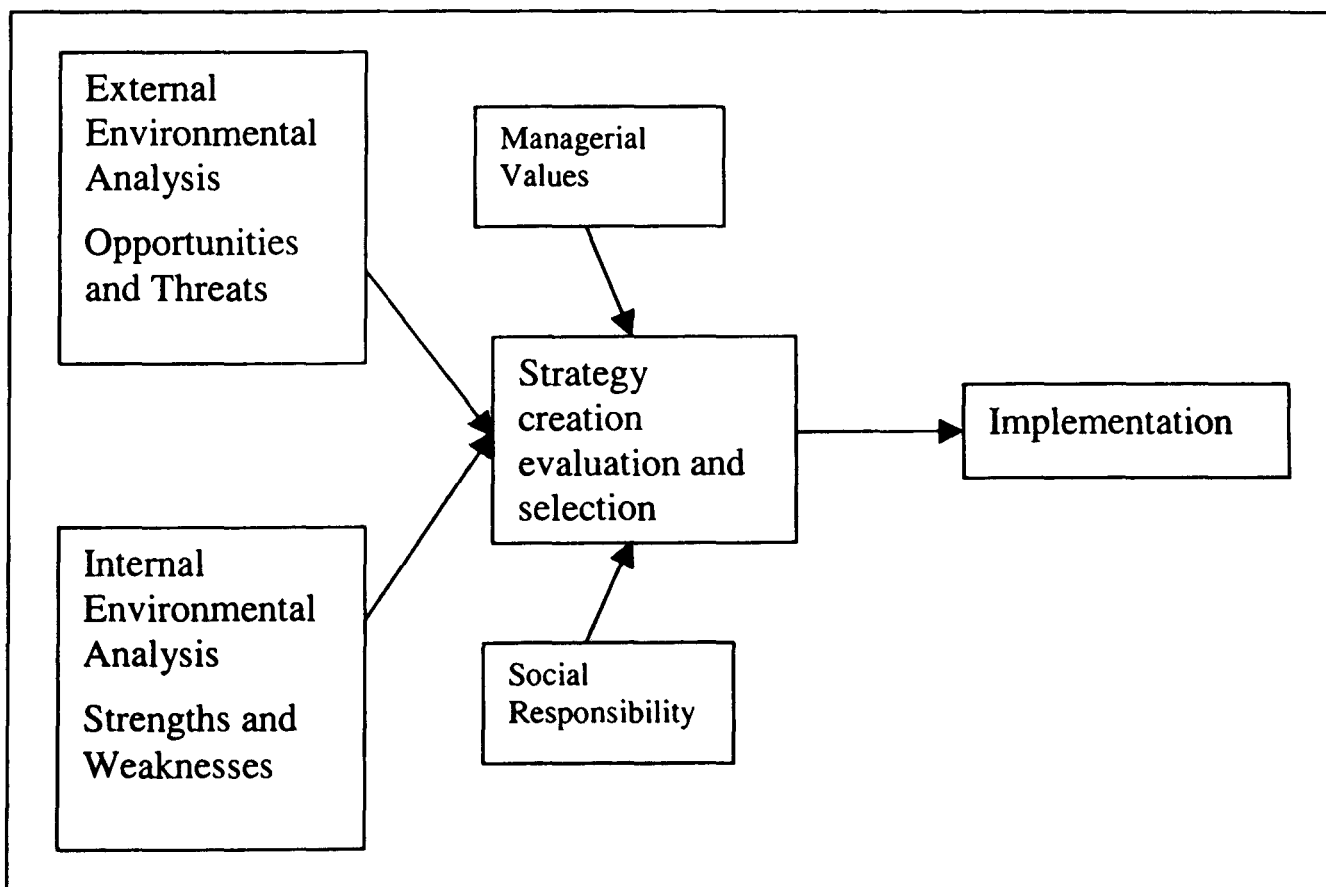 External
Environmental
Analysis
Opportunities
and Threats
Managerial
Values
Strategy
creation
evaluation and
selection
Implementation
Internal
Environmental
Analysis
Strengths and
Weaknesses
Social
Responsibility